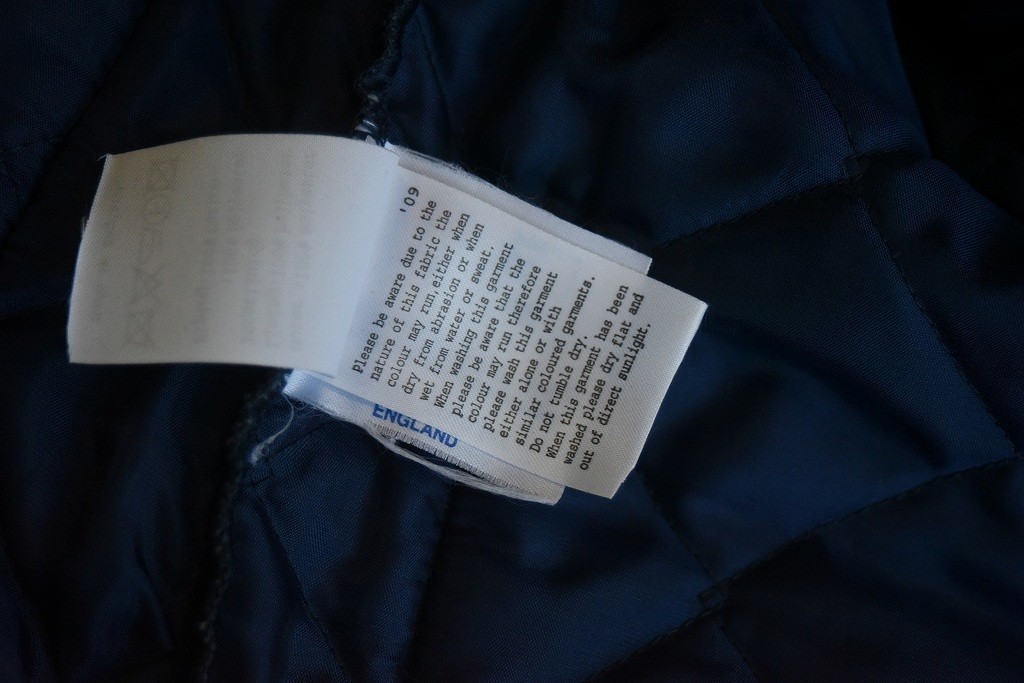 '09
Please be aware due to the
nature of this fabric the
colour may run,either when
dry from abrasion or when
wet from water or sweat.
When washing this garment
please be aware that the
colour may run therefore
please wash this garment
either alone or with
similar coloured garments.
Do not tumble dry.
When this garment has been
washed please dry flat and
out of direct sunlight.
ENGLAND